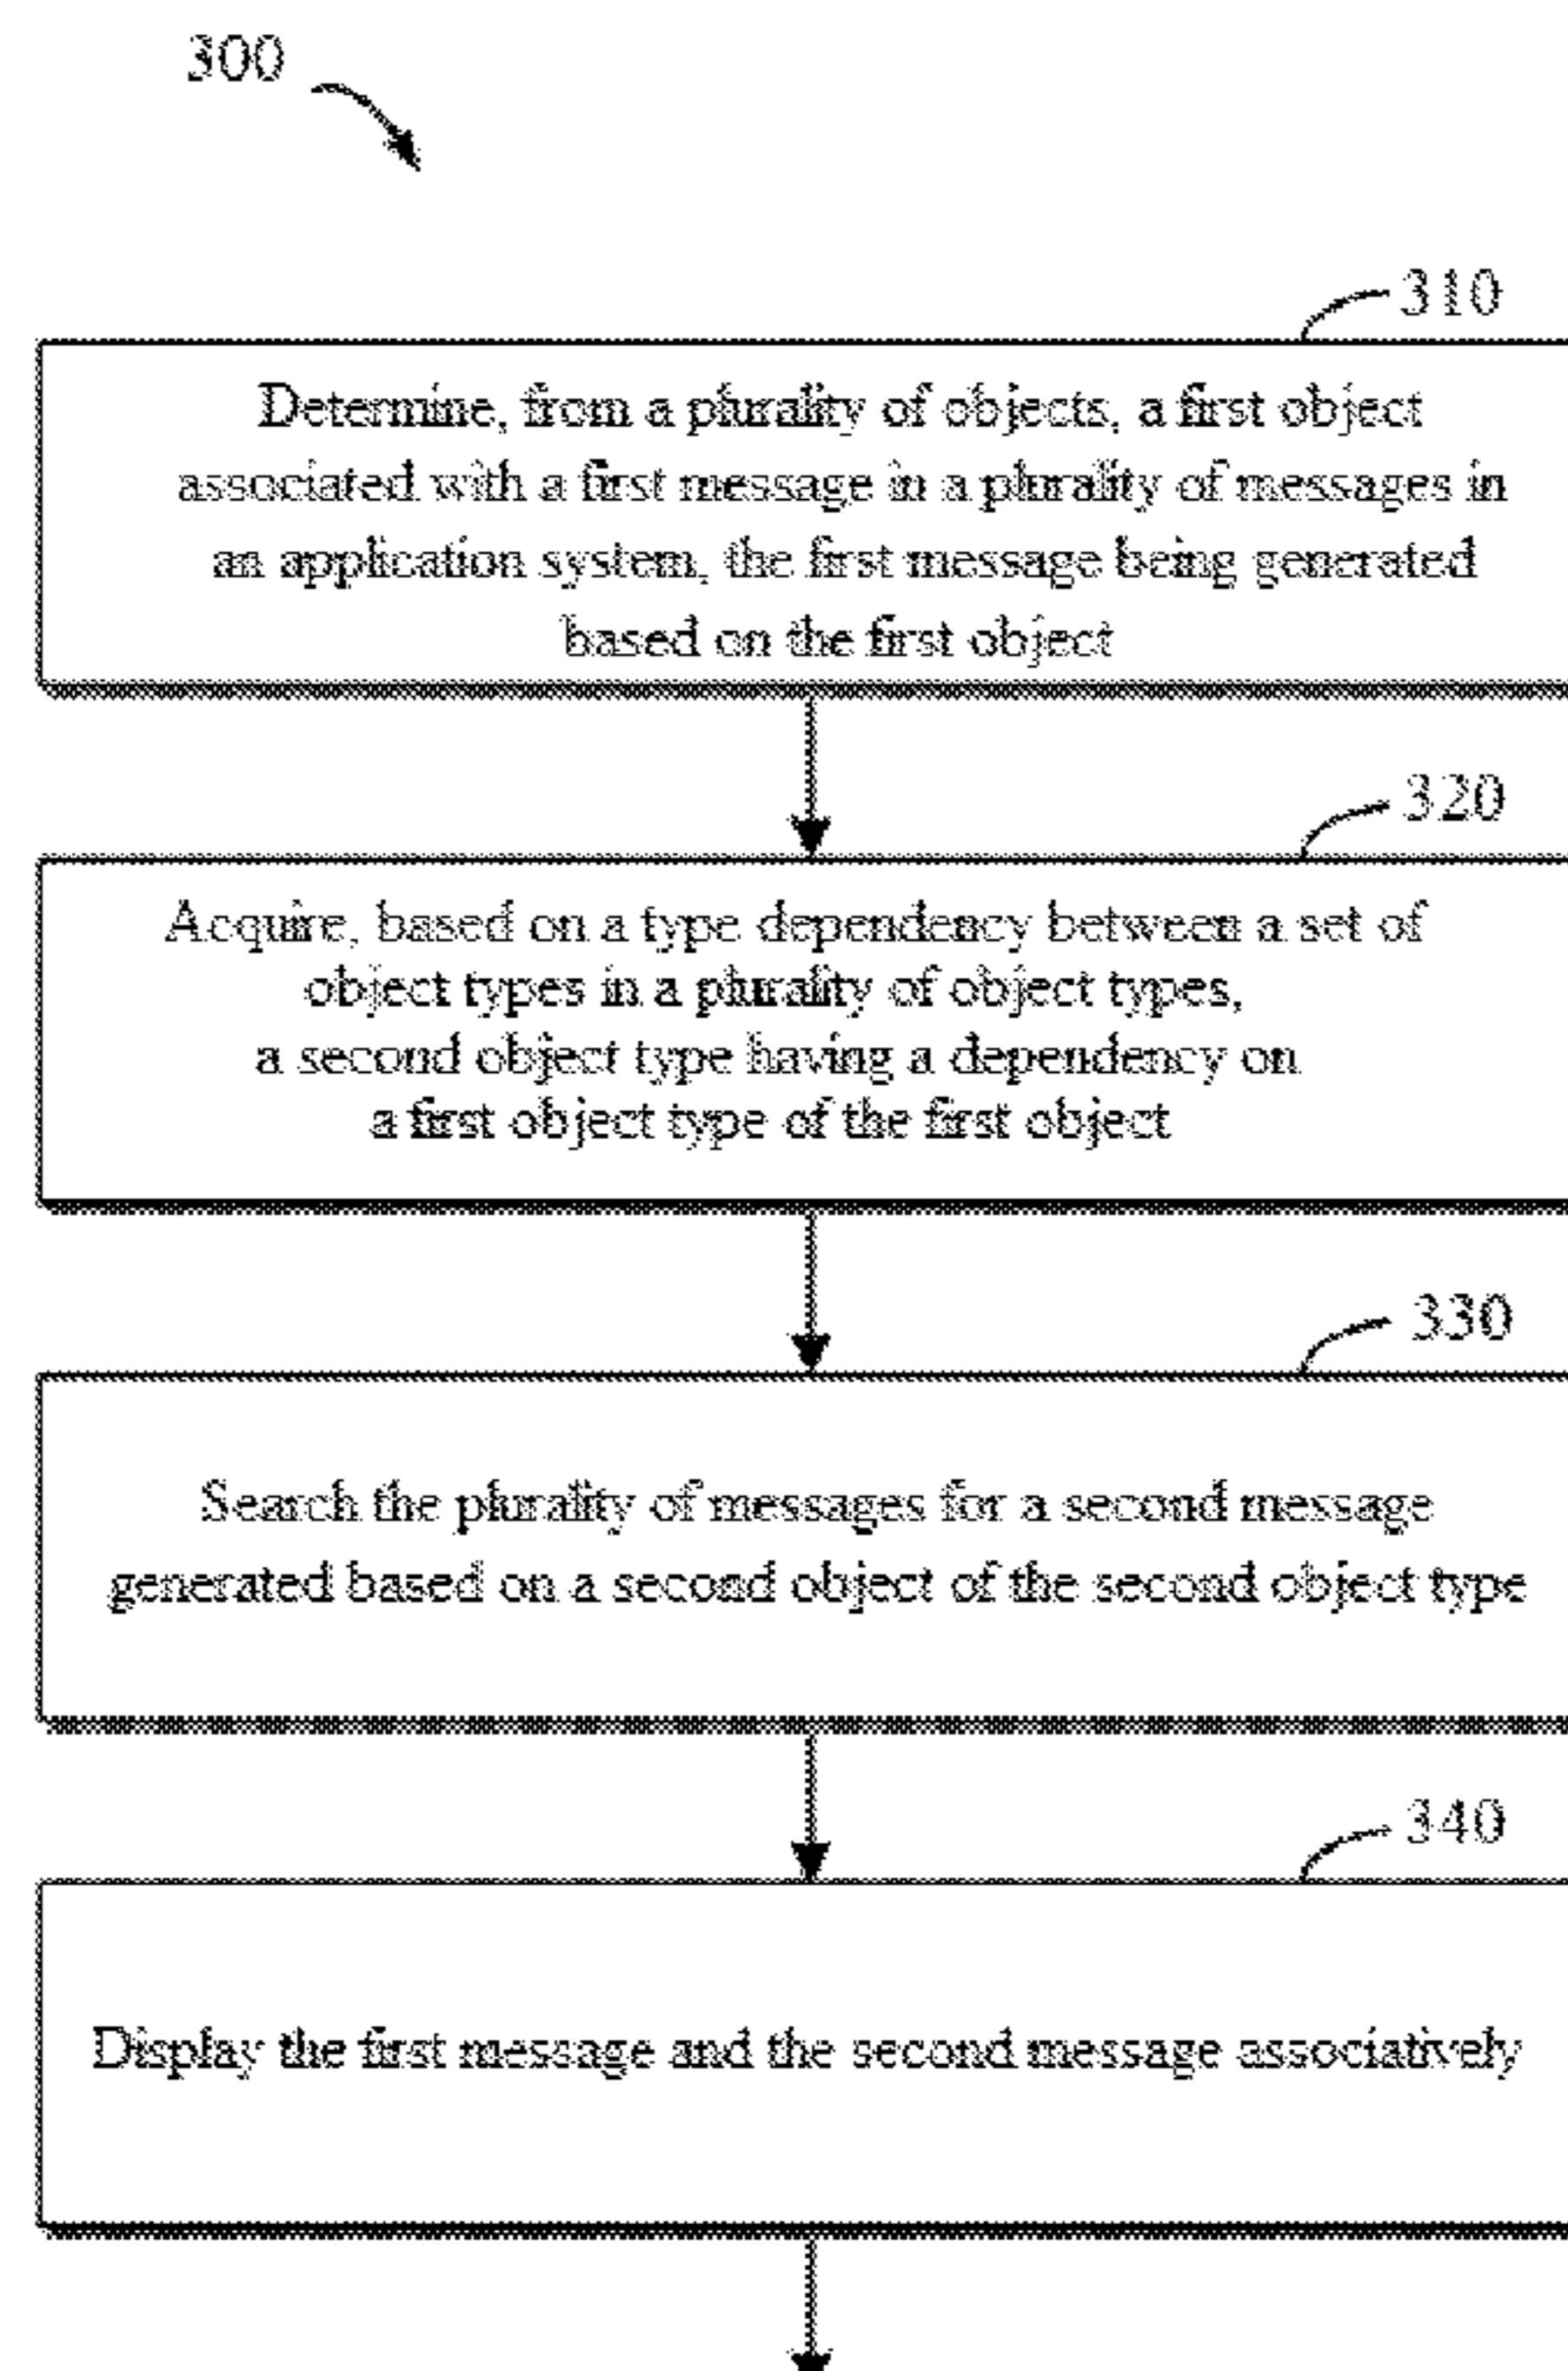 300
310
Determine, from a plurality of objects, a first object
associated with a first message in a plurality of messages in
an application system, the first message being generated
based on the first object
320
Acquire, based on a type dependency between a set of
object types in a plurality of object types,
a second object type having a dependency on
a first object type of the first object
330
Search the plurality of messages for a second message
generated based on a second object of the second object type
340
Display the first message and the second message associatively